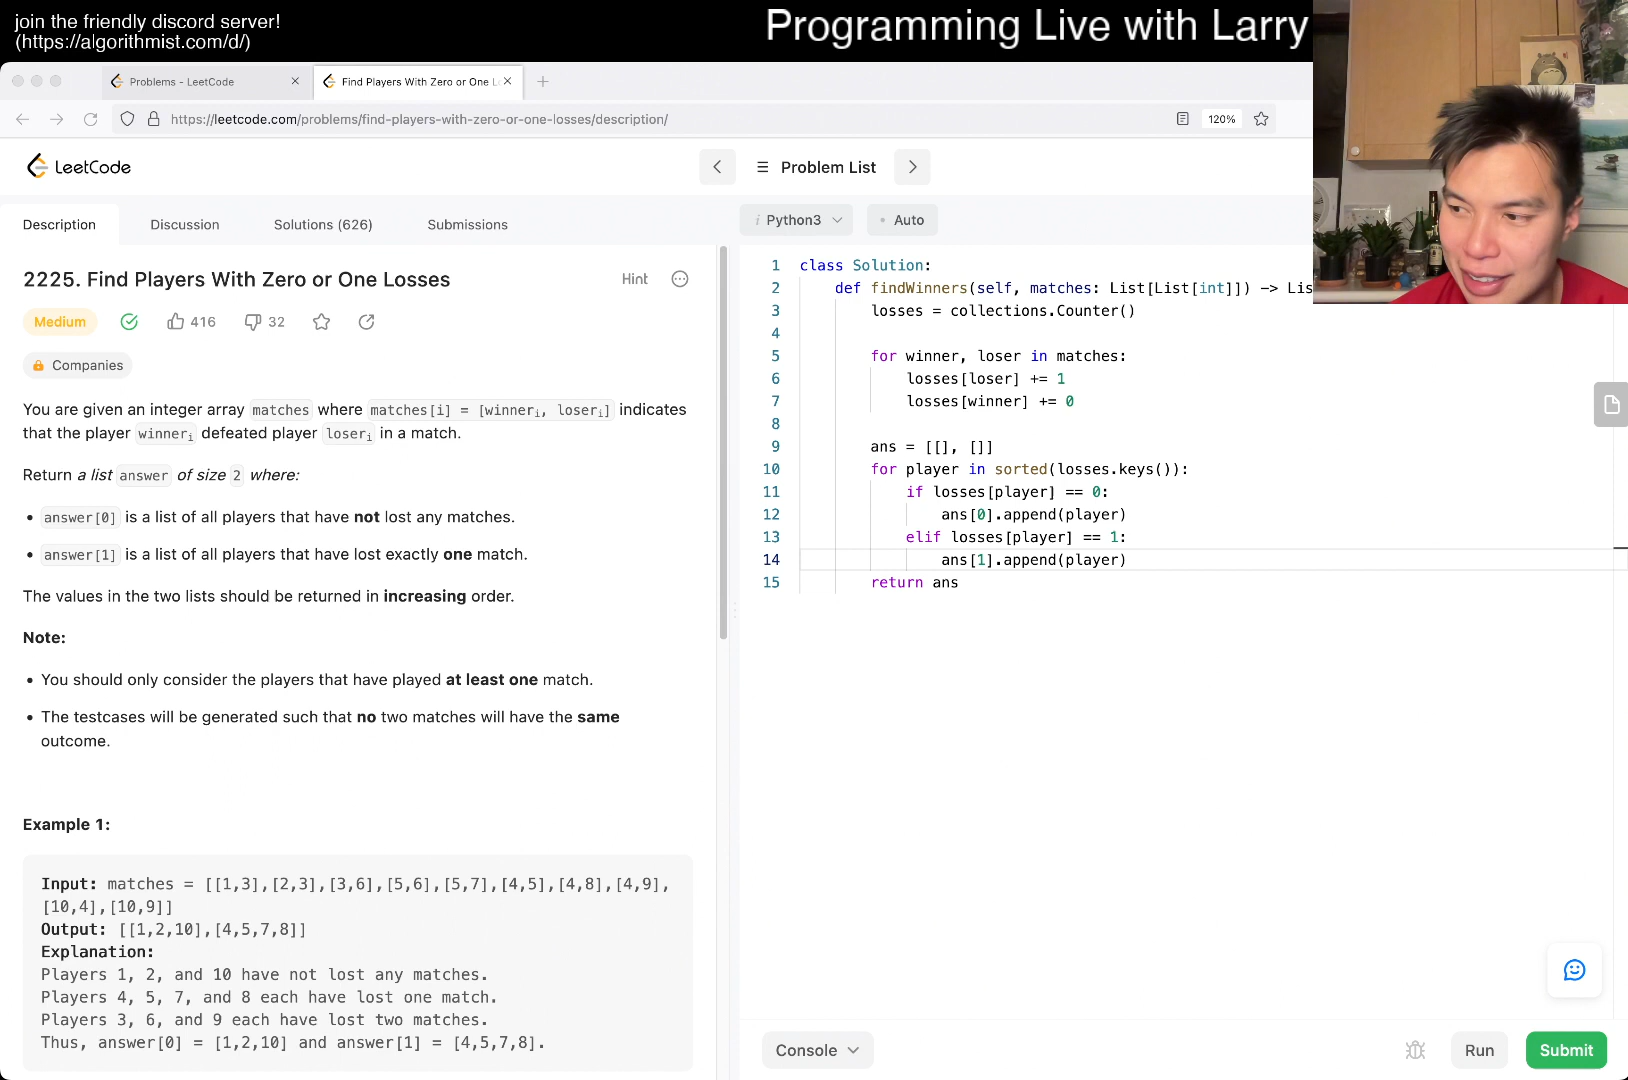 join the friendly discord server!
(https://algorithmist.com/d/)
Programming Live with Larry
Problems - LeetCode
Find Players With Zero or One L
https://leetcode.com/problems/find-players-with-zero-or-one-losses/description/
120%
LeetCode
Problem List
Description
Discussion
Solutions (626)
Submissions
i Python3
• Auto
2225. Find Players With Zero or One Losses
Hint
Medium
416
32
Companies
You are given an integer array matches where matches[i] = [winneri, loseri] indicates
that the player winneri defeated player loseri in a match.
Return a list answer of size 2 where:
• answer[0] is a list of all players that have not lost any matches.
• answer[1] is a list of all players that have lost exactly one match.
The values in the two lists should be returned in increasing order.
Note:
• You should only consider the players that have played at least one match.
• The testcases will be generated such that no two matches will have the same
outcome.
Example 1:
Input: matches = [[1,3],[2,3],[3,6],[5,6],[5,7],[4,5],[4,8],[4,9],
[10,4],[10,9]]
Output: [[1,2,10],[4,5,7,8]]
Explanation:
Players 1, 2, and 10 have not lost any matches.
Players 4, 5, 7, and 8 each have lost one match.
Players 3, 6, and 9 each have lost two matches.
Thus, answer[0] = [1,2,10] and answer[1] = [4,5,7,8].
1 class Solution:
2 def findWinners(self, matches: List[List[int]]) -> Lis
3 losses = collections.Counter()
4
5 for winner, loser in matches:
6 losses[loser] += 1
7 losses[winner] += 0
8
9 ans = [[], []]
10 for player in sorted(losses.keys()):
11 if losses[player] == 0:
12 ans[0].append(player)
13 elif losses[player] == 1:
14 ans[1].append(player)
15 return ans
Console
Run
Submit